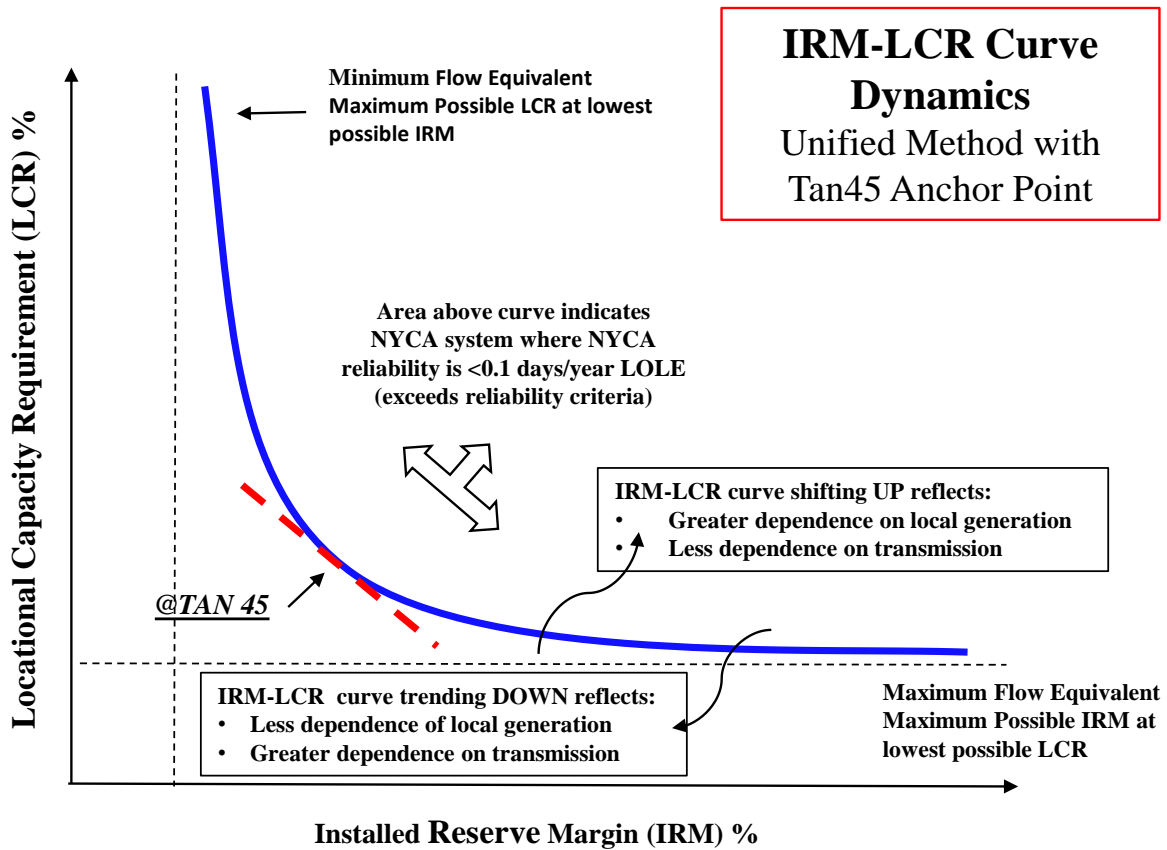 IRM-LCR Curve
Dynamics
Unified Method with
Tan45 Anchor Point
Minimum Flow Equivalent
Maximum Possible LCR at lowest
possible IRM
Locational Capacity Requirement (LCR) %
Area above curve indicates
NYCA system where NYCA
reliability is <0.1 days/year LOLE
(exceeds reliability criteria)
IRM-LCR curve shifting UP reflects:
• Greater dependence on local generation
• Less dependence on transmission
@TAN 45
IRM-LCR curve trending DOWN reflects:
• Less dependence of local generation
• Greater dependence on transmission
Maximum Flow Equivalent
Maximum Possible IRM at
lowest possible LCR
Installed Reserve Margin (IRM) %